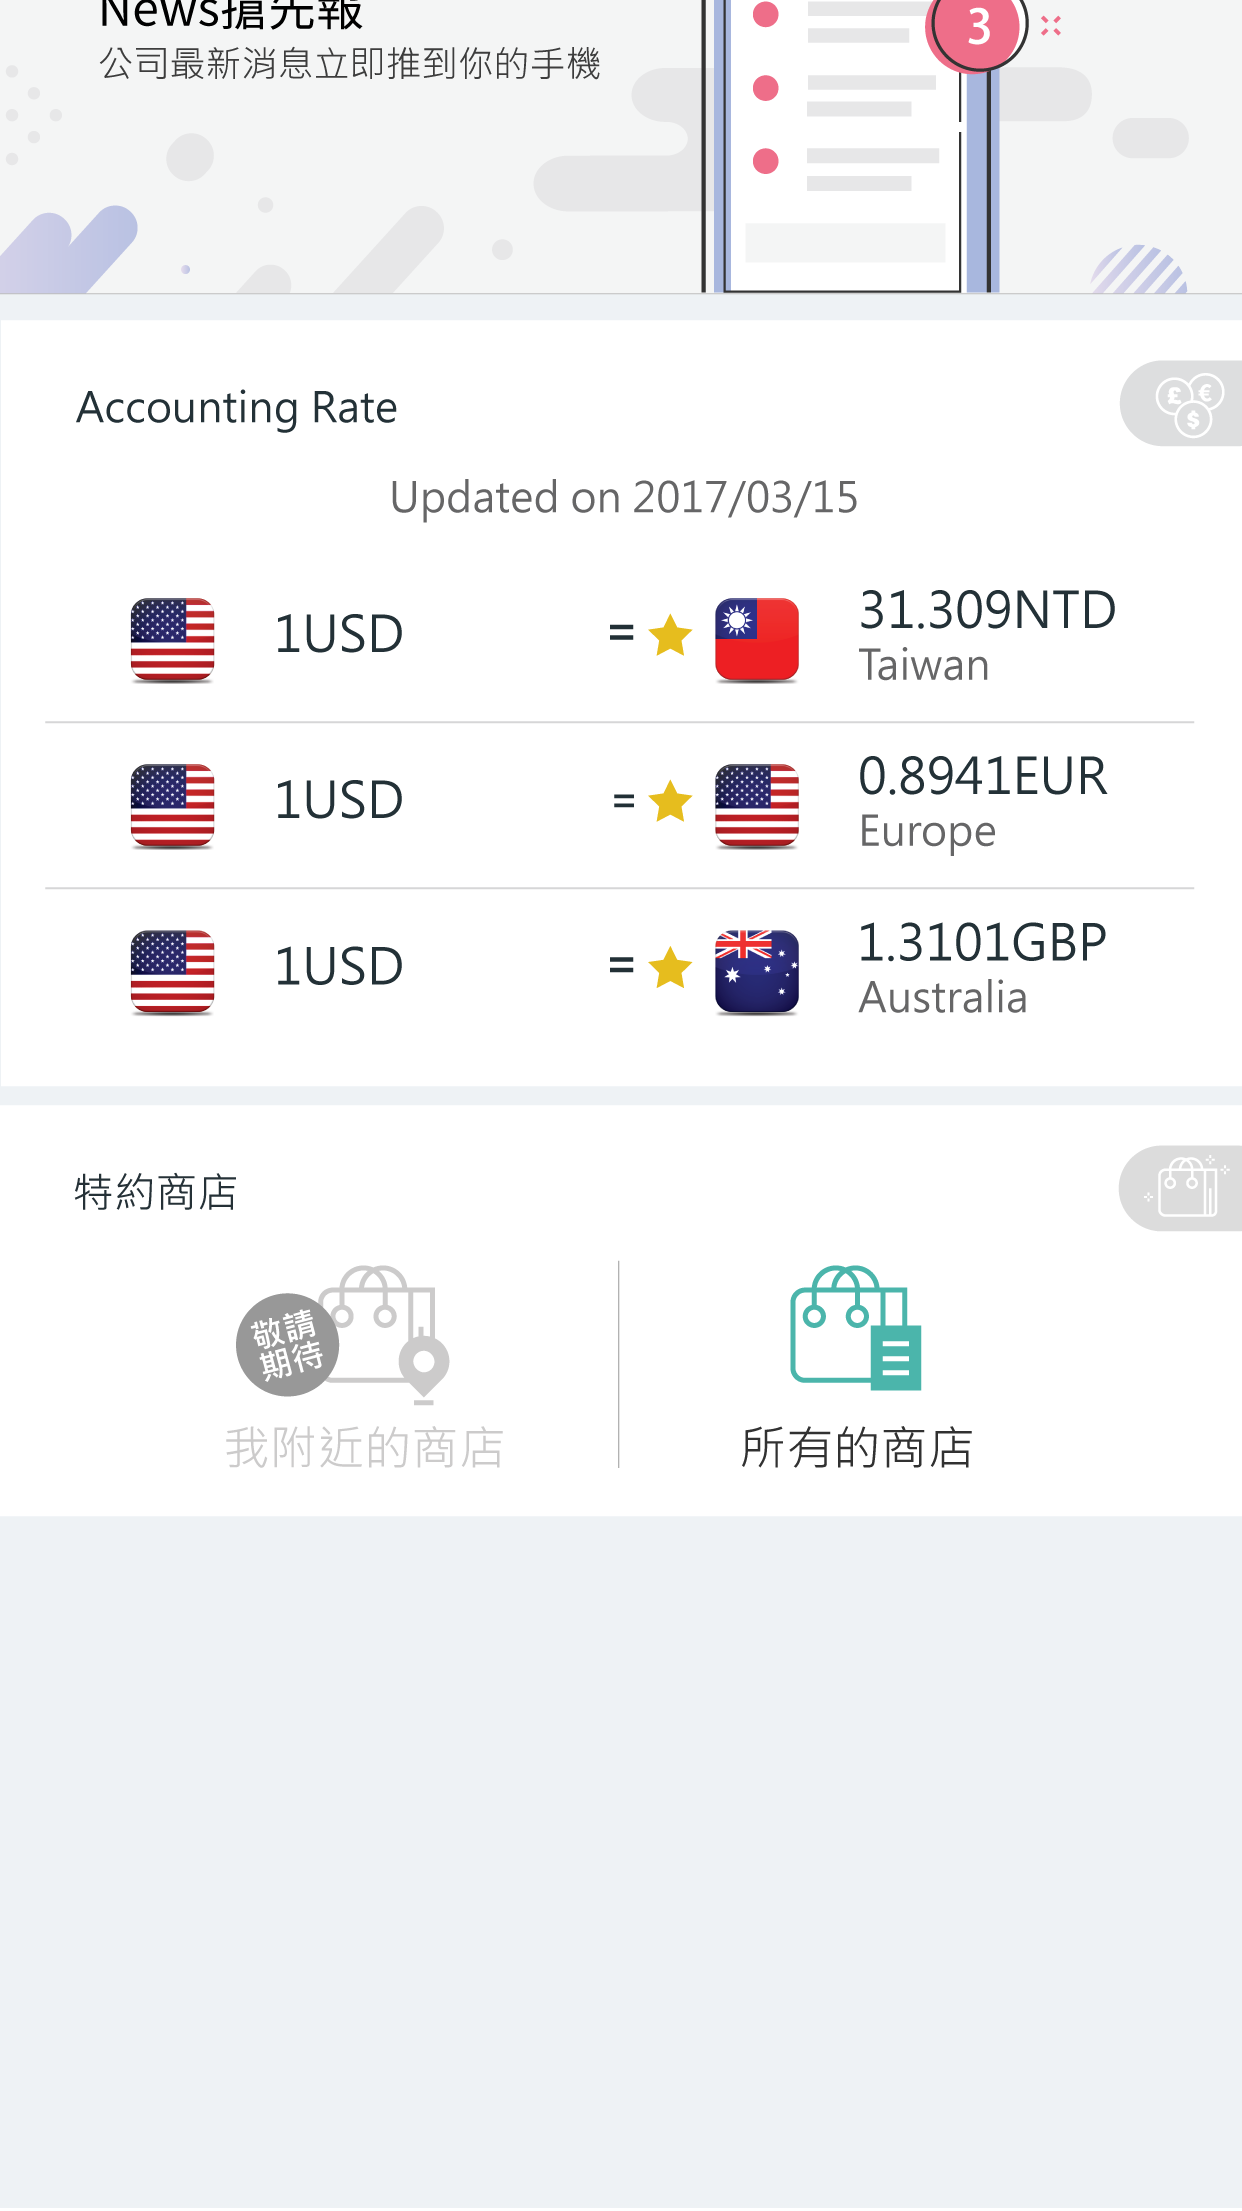 News搶先報
公司最新消息立即推到你的手機
3
Accounting Rate
£ € $
Updated on 2017/03/15
1USD = 31.309NTD
Taiwan
1USD = 0.8941EUR
Europe
1USD = 1.3101GBP
Australia
特約商店
敬請
期待
我附近的商店
所有的商店